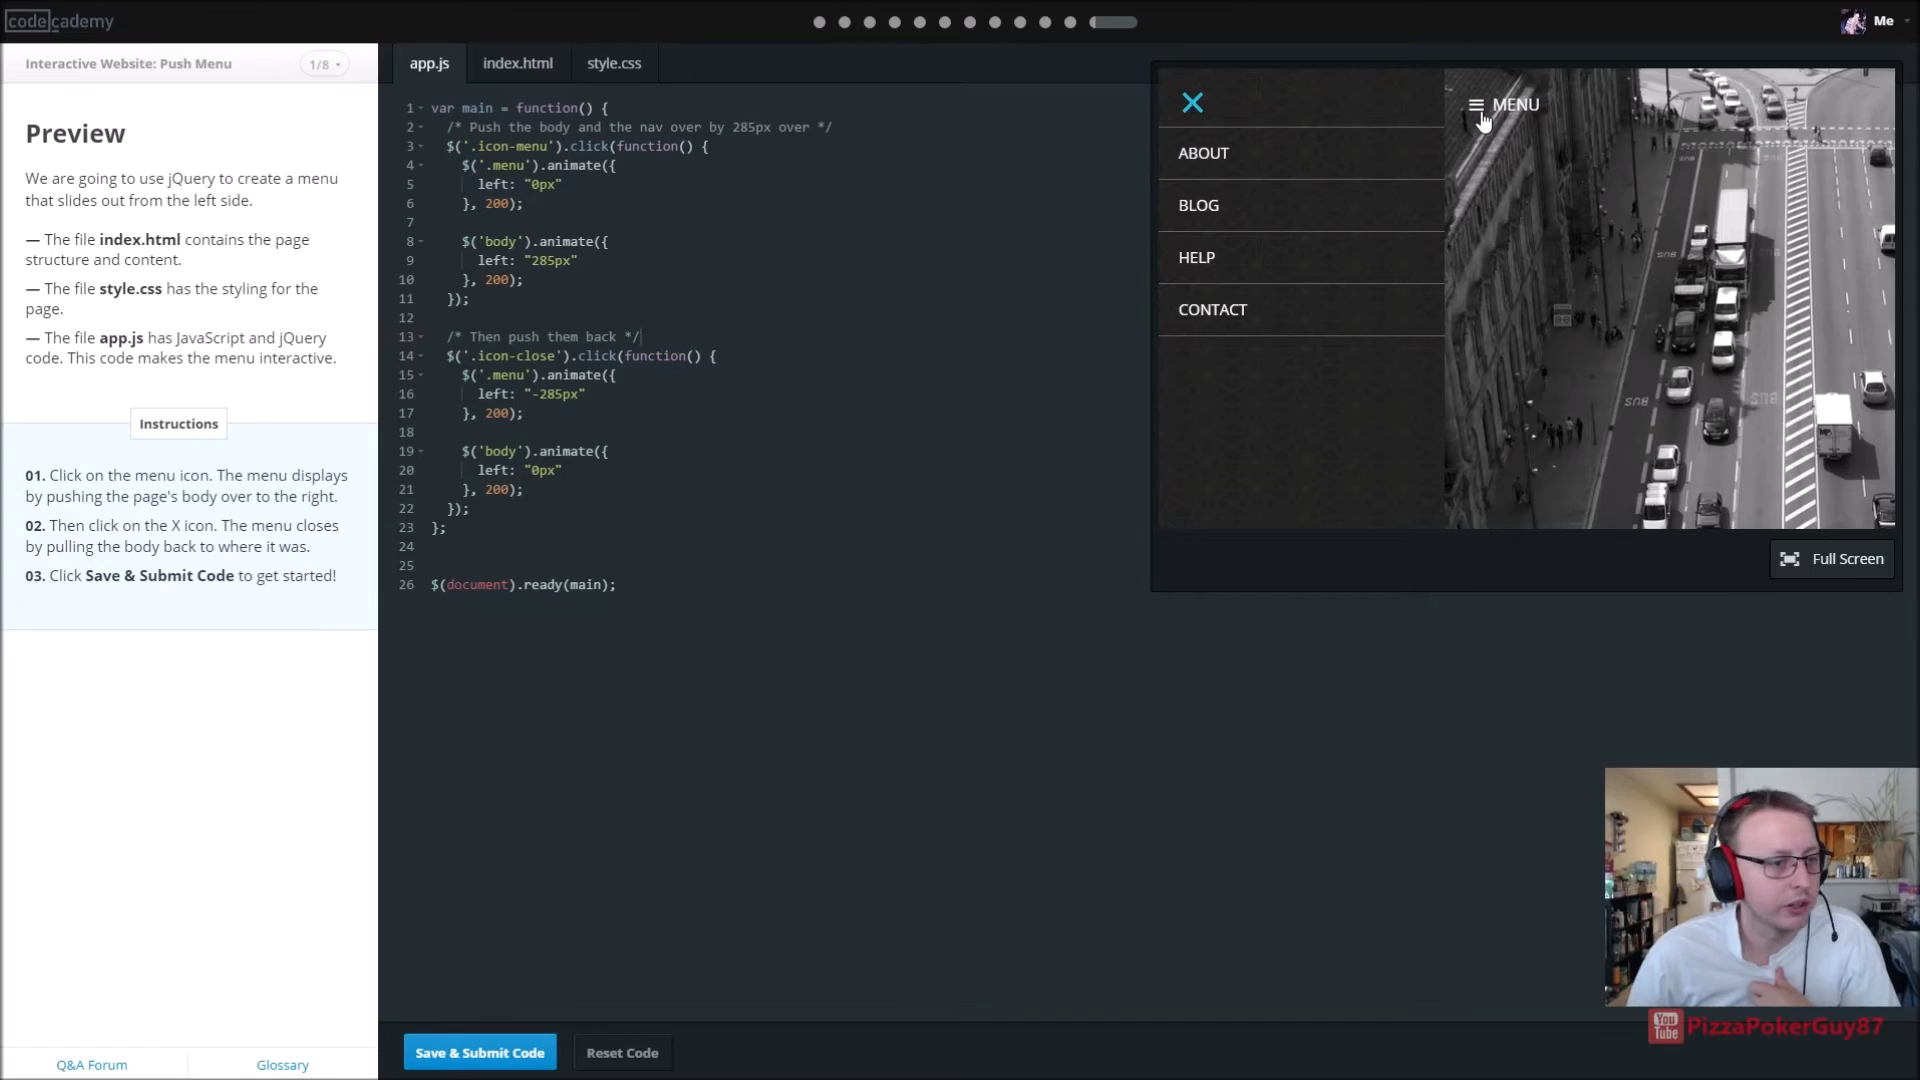 codecademy
Me
Interactive Website: Push Menu
1/8
Preview
We are going to use jQuery to create a menu
that slides out from the left side.
— The file index.html contains the page
structure and content.
— The file style.css has the styling for the
page.
— The file app.js has JavaScript and jQuery
code. This code makes the menu interactive.
Instructions
01. Click on the menu icon. The menu displays
by pushing the page's body over to the right.
02. Then click on the X icon. The menu closes
by pulling the body back to where it was.
03. Click Save & Submit Code to get started!
Q&A Forum
Glossary
app.js
index.html
style.css
1 var main = function() {
2 /* Push the body and the nav over by 285px over */
3 $('.icon-menu').click(function() {
4 $('.menu').animate({
5 left: "0px"
6 }, 200);
7
8 $('body').animate({
9 left: "285px"
10 }, 200);
11 });
12
13 /* Then push them back */
14 $('.icon-close').click(function() {
15 $('.menu').animate({
16 left: "-285px"
17 }, 200);
18
19 $('body').animate({
20 left: "0px"
21 }, 200);
22 });
23 };
24
25
26 $(document).ready(main);
Save & Submit Code
Reset Code
MENU
ABOUT
BLOG
HELP
CONTACT
BUS
BUS
BUS
BUS
Full Screen
You
Tube
PizzaPokerGuy87